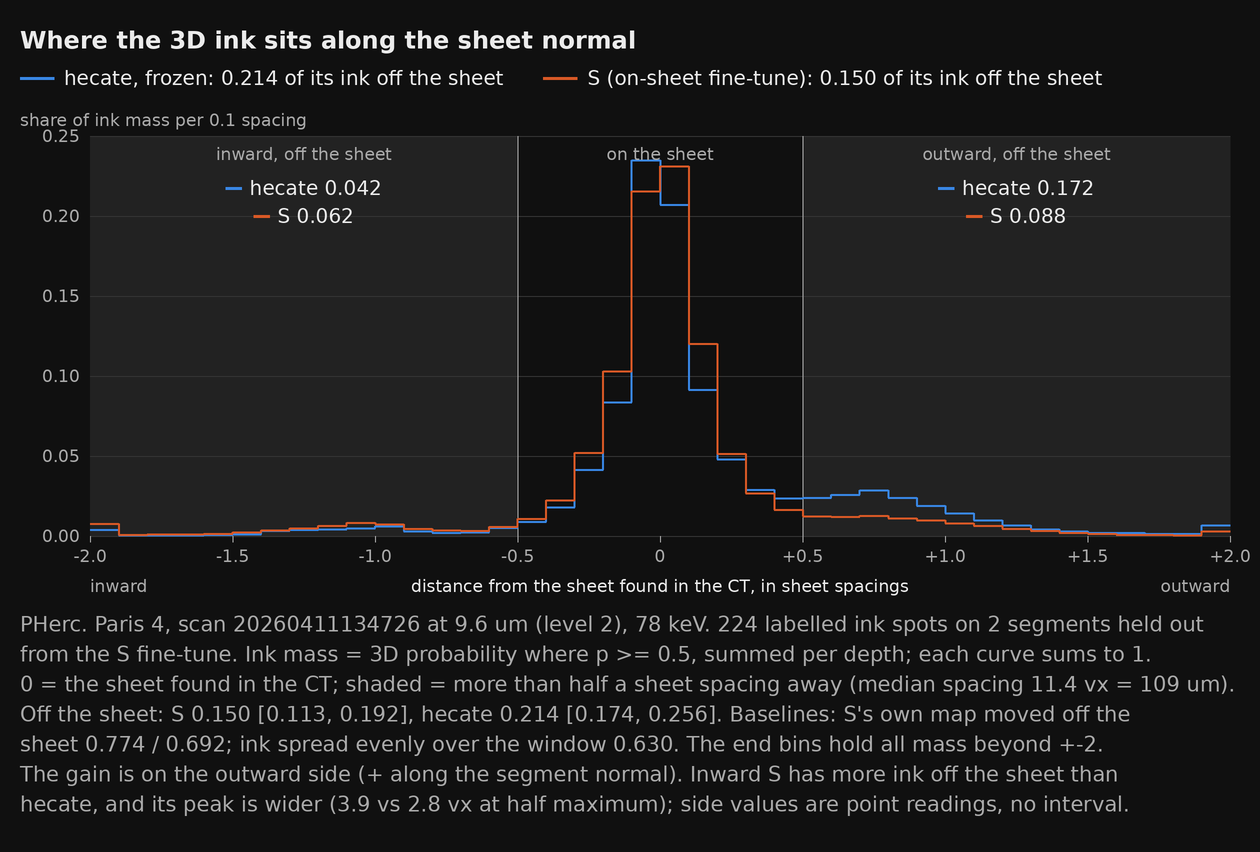 Where the 3D ink sits along the sheet normal
hecate, frozen: 0.214 of its ink off the sheet
S (on-sheet fine-tune): 0.150 of its ink off the sheet
share of ink mass per 0.1 spacing
0.25
0.20
0.15
0.10
0.05
0.00
inward, off the sheet
hecate 0.042
S 0.062
on the sheet
outward, off the sheet
hecate 0.172
S 0.088
-2.0
-1.5
-1.0
-0.5
0
+0.5
+1.0
+1.5
+2.0
inward
distance from the sheet found in the CT, in sheet spacings
outward
PHerc. Paris 4, scan 20260411134726 at 9.6 um (level 2), 78 keV. 224 labelled ink spots on 2 segments held out
from the S fine-tune. Ink mass = 3D probability where p >= 0.5, summed per depth; each curve sums to 1.
0 = the sheet found in the CT; shaded = more than half a sheet spacing away (median spacing 11.4 vx = 109 um).
Off the sheet: S 0.150 [0.113, 0.192], hecate 0.214 [0.174, 0.256]. Baselines: S's own map moved off the
sheet 0.774 / 0.692; ink spread evenly over the window 0.630. The end bins hold all mass beyond +-2.
The gain is on the outward side (+ along the segment normal). Inward S has more ink off the sheet than
hecate, and its peak is wider (3.9 vs 2.8 vx at half maximum); side values are point readings, no interval.